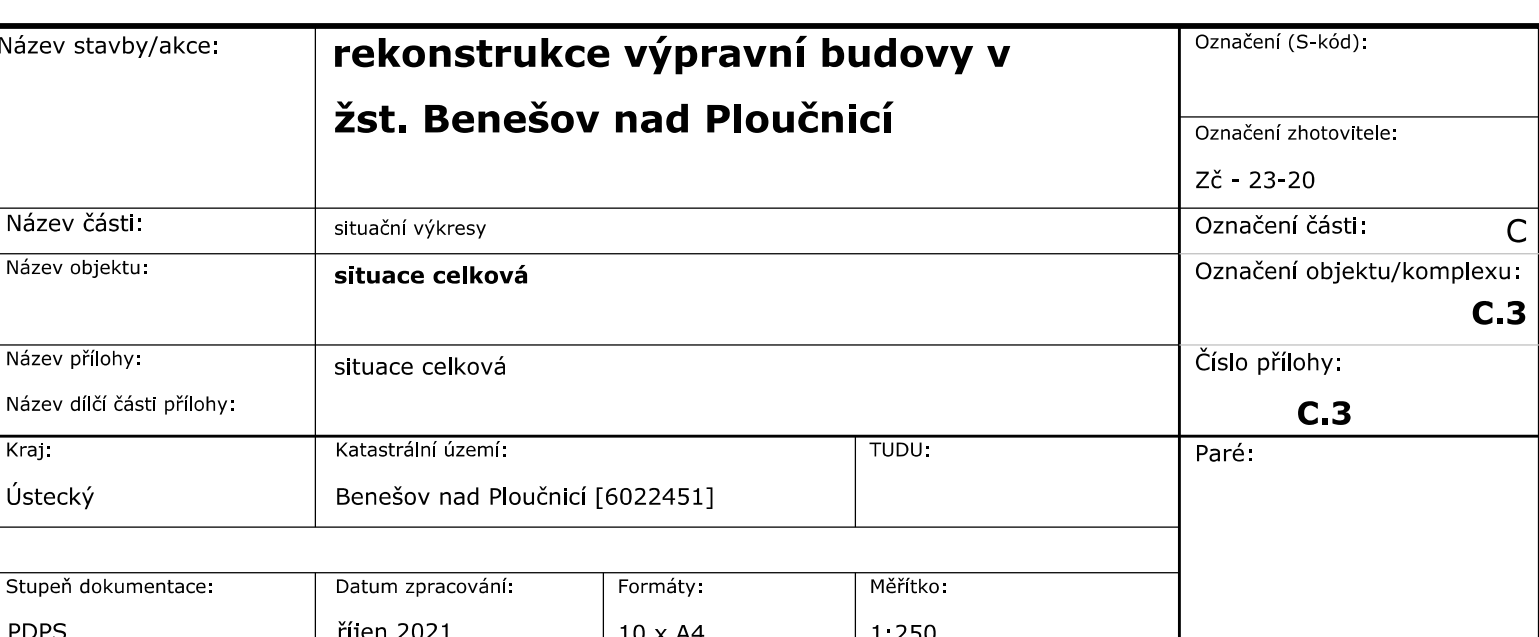 Název stavby/akce:
rekonstrukce výpravní budovy v
žst. Benešov nad Ploučnicí
Označení (S-kód):
Označení zhotovitele:
Zč - 23-20
Název části:
situační výkresy
Označení části: C
Název objektu:
situace celková
Označení objektu/komplexu:
C.3
Název přílohy:
situace celková
Název dílčí části přílohy:
Číslo přílohy:
C.3
Kraj:
Ústecký
Katastrální území:
Benešov nad Ploučnicí [6022451]
TUDU:
Paré:
Stupeň dokumentace:
PDPS
Datum zpracování:
říjen 2021
Formáty:
10 x A4
Měřítko:
1:250